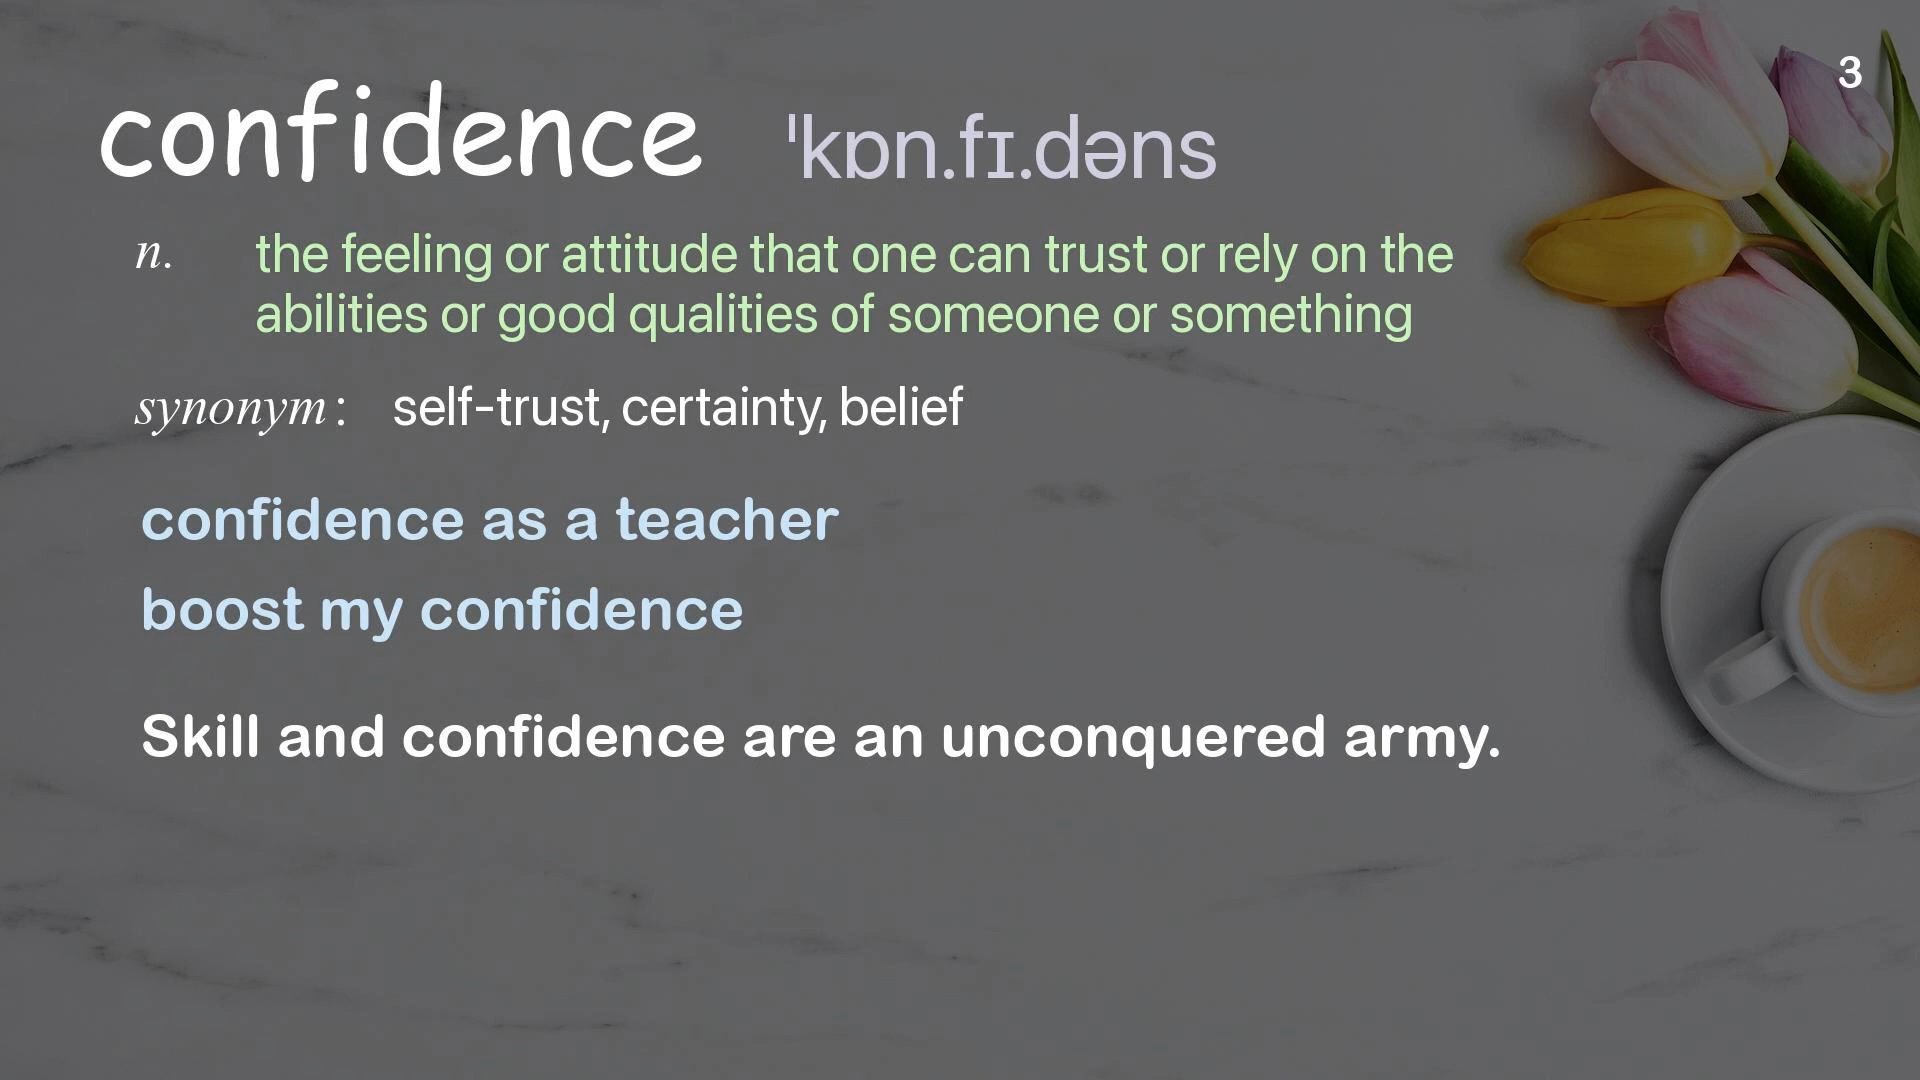 3
confidence ˈkɒn.fɪ.dəns
n. the feeling or attitude that one can trust or rely on the
abilities or good qualities of someone or something
synonym: self-trust, certainty, belief
confidence as a teacher
boost my confidence
Skill and confidence are an unconquered army.